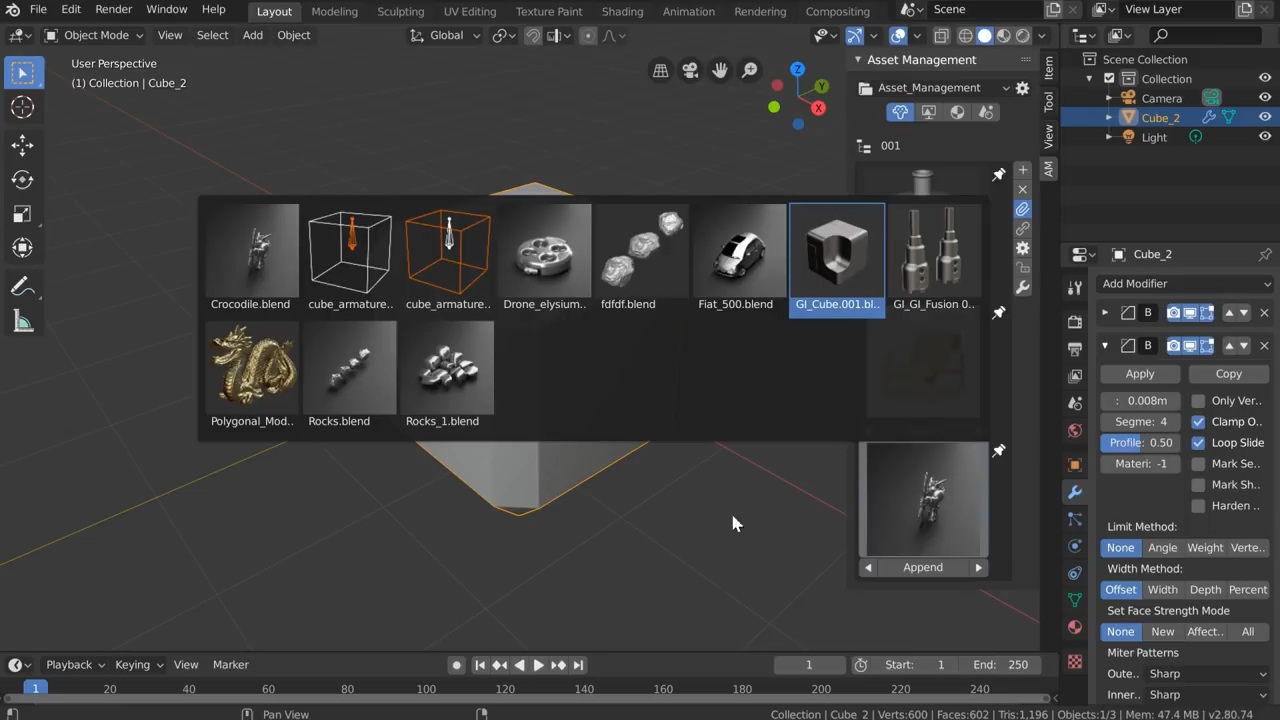 File Edit Render Window Help Layout Modeling Sculpting UV Editing Texture Paint Shading Animation Rendering Compositing Scene View Layer
Object Mode View Select Add Object Global
User Perspective
(1) Collection | Cube_2
Z
Y
X
Asset Management
Asset_Management
001
Append
Item
Tool
View
AM
Crocodile.blend cube_armature.. cube_armature.. Drone_elysium.. fdfdf.blend Fiat_500.blend GI_Cube.001.bl.. GI_GI_Fusion 0..
Polygonal_Mod.. Rocks.blend Rocks_1.blend
Scene Collection
Collection
Camera
Cube_2
Light
Cube_2
Add Modifier
B
B
Apply Copy
: 0.008m Only Ver..
Segme: 4 Clamp O..
Profile: 0.50 Loop Slide
Materi: -1 Mark Se..
Mark Sh..
Harden ..
Limit Method:
None Angle Weight Verte..
Width Method:
Offset Width Depth Percent
Set Face Strength Mode
None New Affect.. All
Miter Patterns
Oute.. Sharp
Inner.. Sharp
Playback Keying View Marker 1 Start: 1 End: 250
1 20 40 60 80 100 120 140 160 180 200 220 240
Pan View Collection | Cube_2 | Verts:600 | Faces:602 | Tris:1,196 | Objects:1/3 | Mem: 47.4 MB | v2.80.74